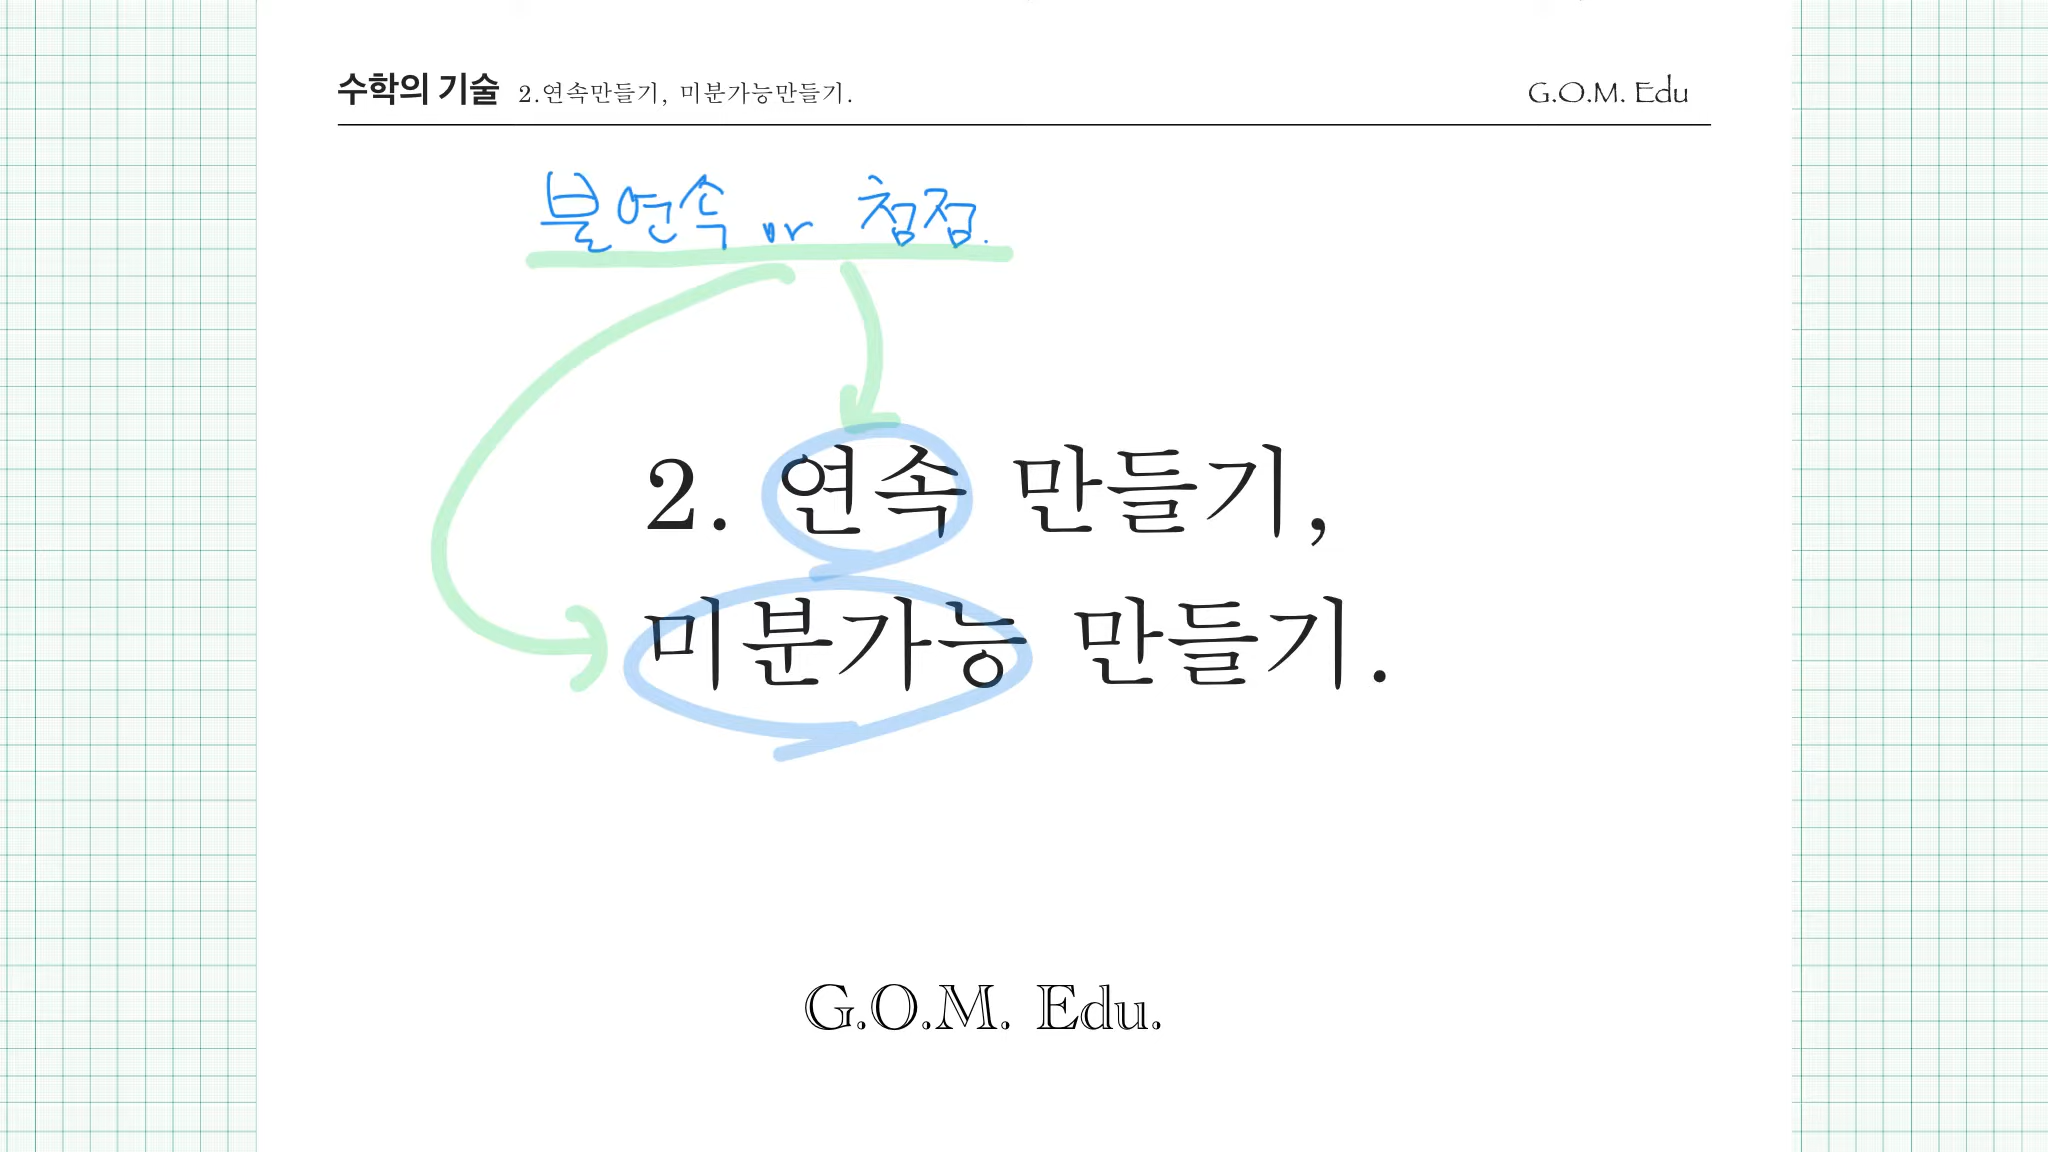 수학의 기술 2.연속만들기, 미분가능만들기. G.O.M. Edu
불연속 or 첨점.
2. 연속 만들기,
미분가능 만들기.
G.O.M. Edu.